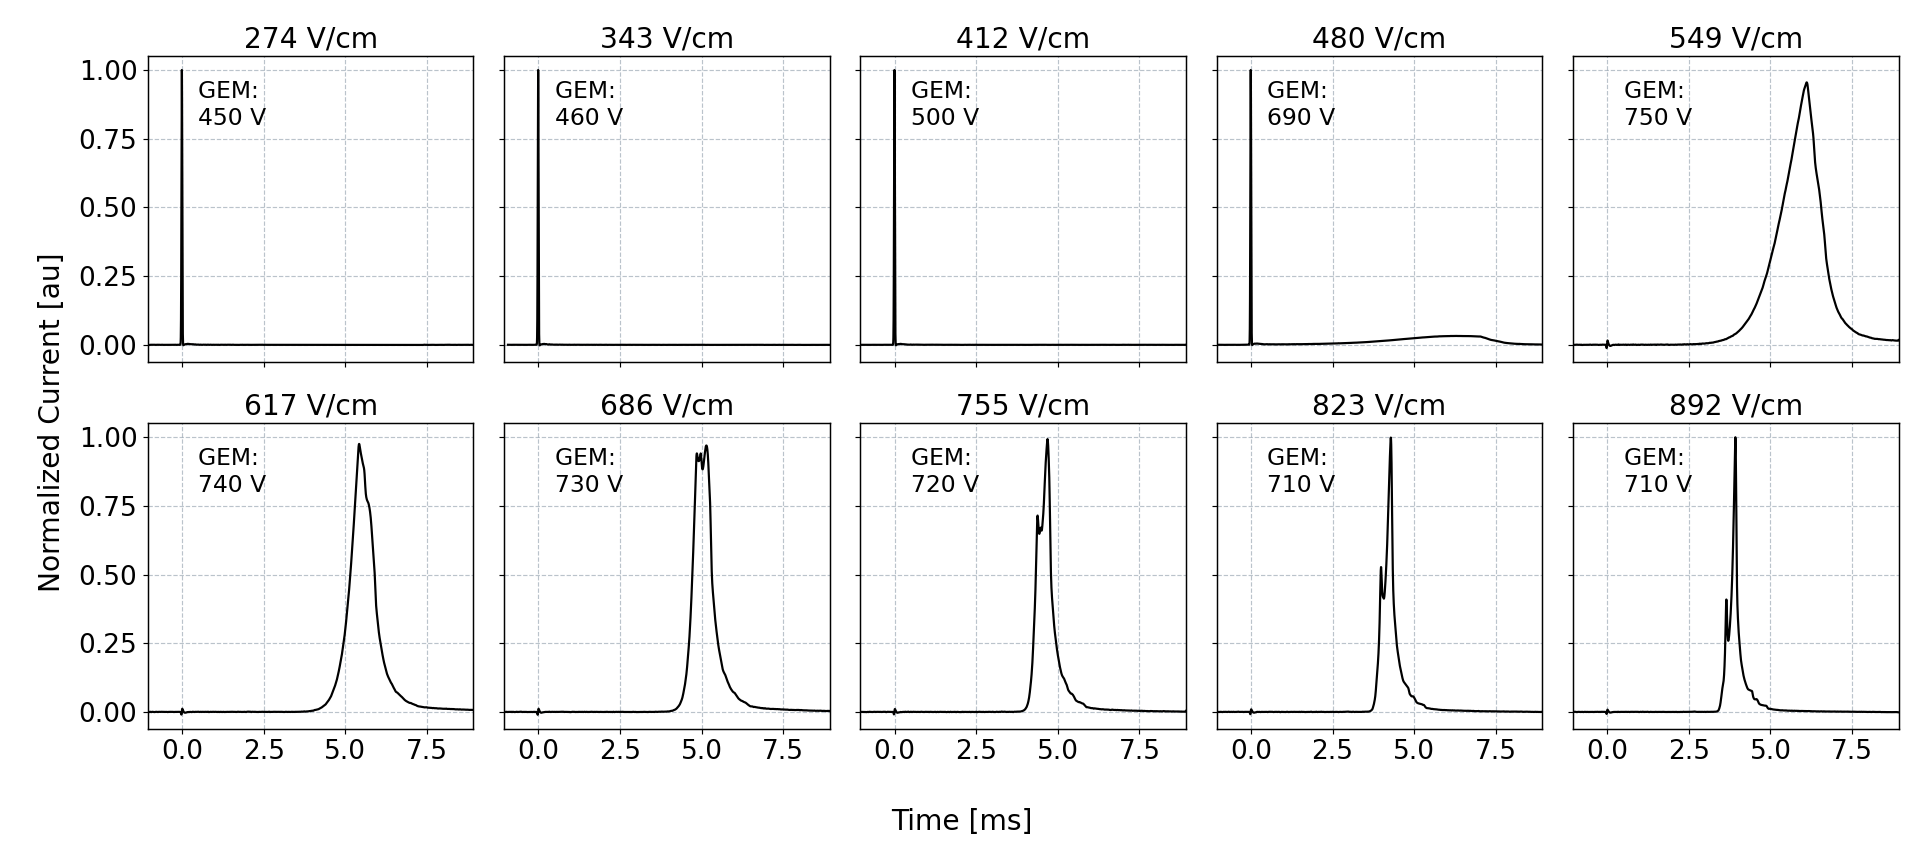 274 V/cm
343 V/cm
412 V/cm
480 V/cm
549 V/cm
1.00
0.75
0.50
0.25
0.00
GEM:
450 V
GEM:
460 V
GEM:
500 V
GEM:
690 V
GEM:
750 V
Normalized Current [au]
617 V/cm
686 V/cm
755 V/cm
823 V/cm
892 V/cm
1.00
0.75
0.50
0.25
0.00
GEM:
740 V
GEM:
730 V
GEM:
720 V
GEM:
710 V
GEM:
710 V
0.0 2.5 5.0 7.5
0.0 2.5 5.0 7.5
0.0 2.5 5.0 7.5
0.0 2.5 5.0 7.5
0.0 2.5 5.0 7.5
Time [ms]